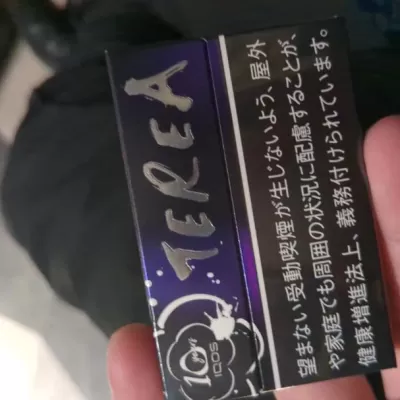 TEREA
10
IQOS
望まない受動喫煙が生じないよう、屋外
や家庭でも周囲の状況に配慮することが、
健康増進法上、義務付けられています。